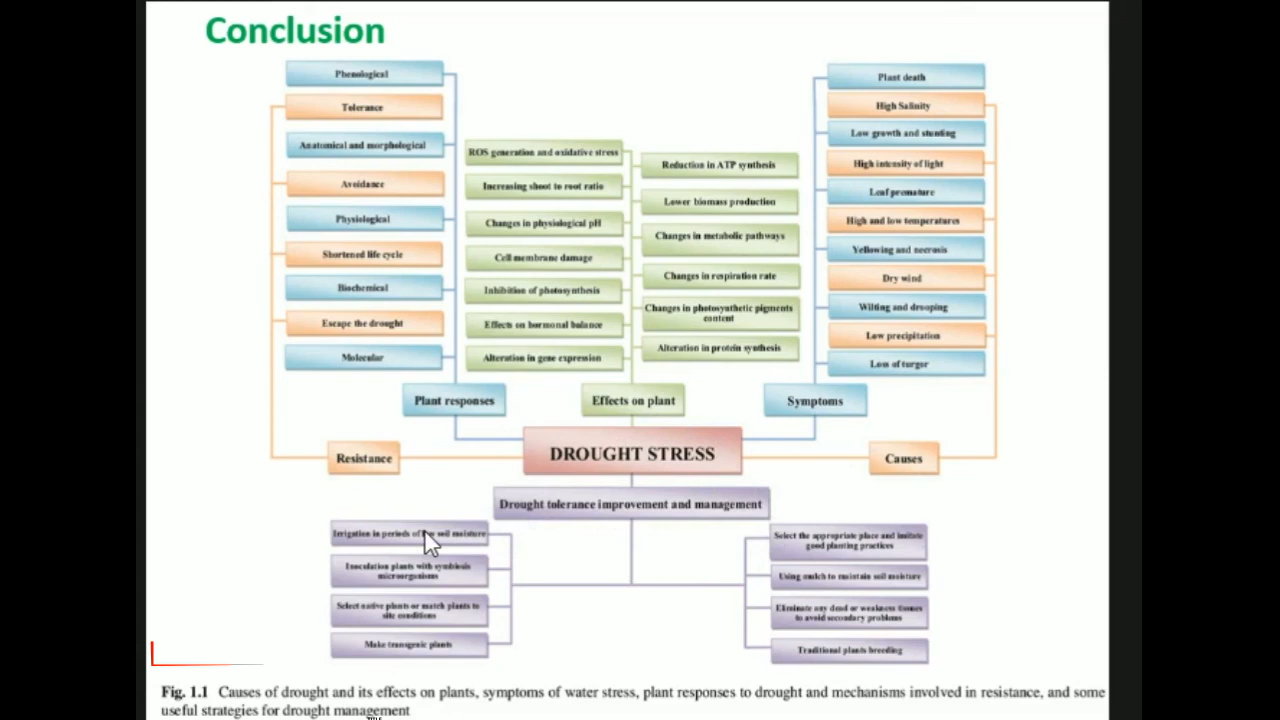 Conclusion
Phenological
Tolerance
Anatomical and morphological
Avoidance
Physiological
Shortened life cycle
Biochemical
Escape the drought
Molecular
ROS generation and oxidative stress
Increasing shoot to root ratio
Changes in physiological pH
Cell membrane damage
Inhibition of photosynthesis
Effects on hormonal balance
Alteration in gene expression
Reduction in ATP synthesis
Lower biomass production
Changes in metabolic pathways
Changes in respiration rate
Changes in photosynthetic pigments
content
Alteration in protein synthesis
Plant death
High Salinity
Low growth and stunting
High intensity of light
Leaf premature
High and low temperatures
Yellowing and necrosis
Dry wind
Wilting and drooping
Low precipitation
Loss of turgor
Plant responses
Effects on plant
Symptoms
Resistance
DROUGHT STRESS
Causes
Drought tolerance improvement and management
Irrigation in periods of soil moisture
Inoculation plants with symbiosis
microorganisms
Select native plants or match plants to
site conditions
Make transgenic plants
Select the appropriate place and imitate
good planting practices
Using mulch to maintain soil moisture
Eliminate any dead or weakness tissues
to avoid secondary problems
Traditional plants breeding
Fig. 1.1 Causes of drought and its effects on plants, symptoms of water stress, plant responses to drought and mechanisms involved in resistance, and some
useful strategies for drought management